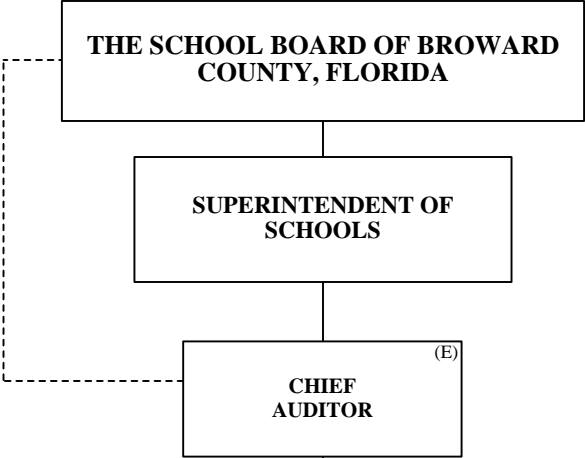 THE SCHOOL BOARD OF BROWARD
COUNTY, FLORIDA
SUPERINTENDENT OF
SCHOOLS
(E)
CHIEF
AUDITOR